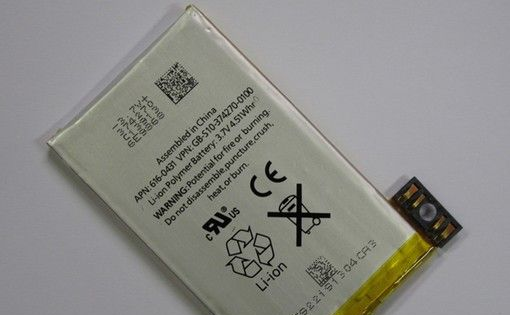 Assembled in China
APN: 616-0431 VPN: GB-S10-374270-0100
Li-ion Polymer Battery: 3.7V 4.51Whr
WARNING: Potential for fire or burning.
Do not disassemble, puncture, crush,
heat, or burn.
CE
c RU US
Li-ion